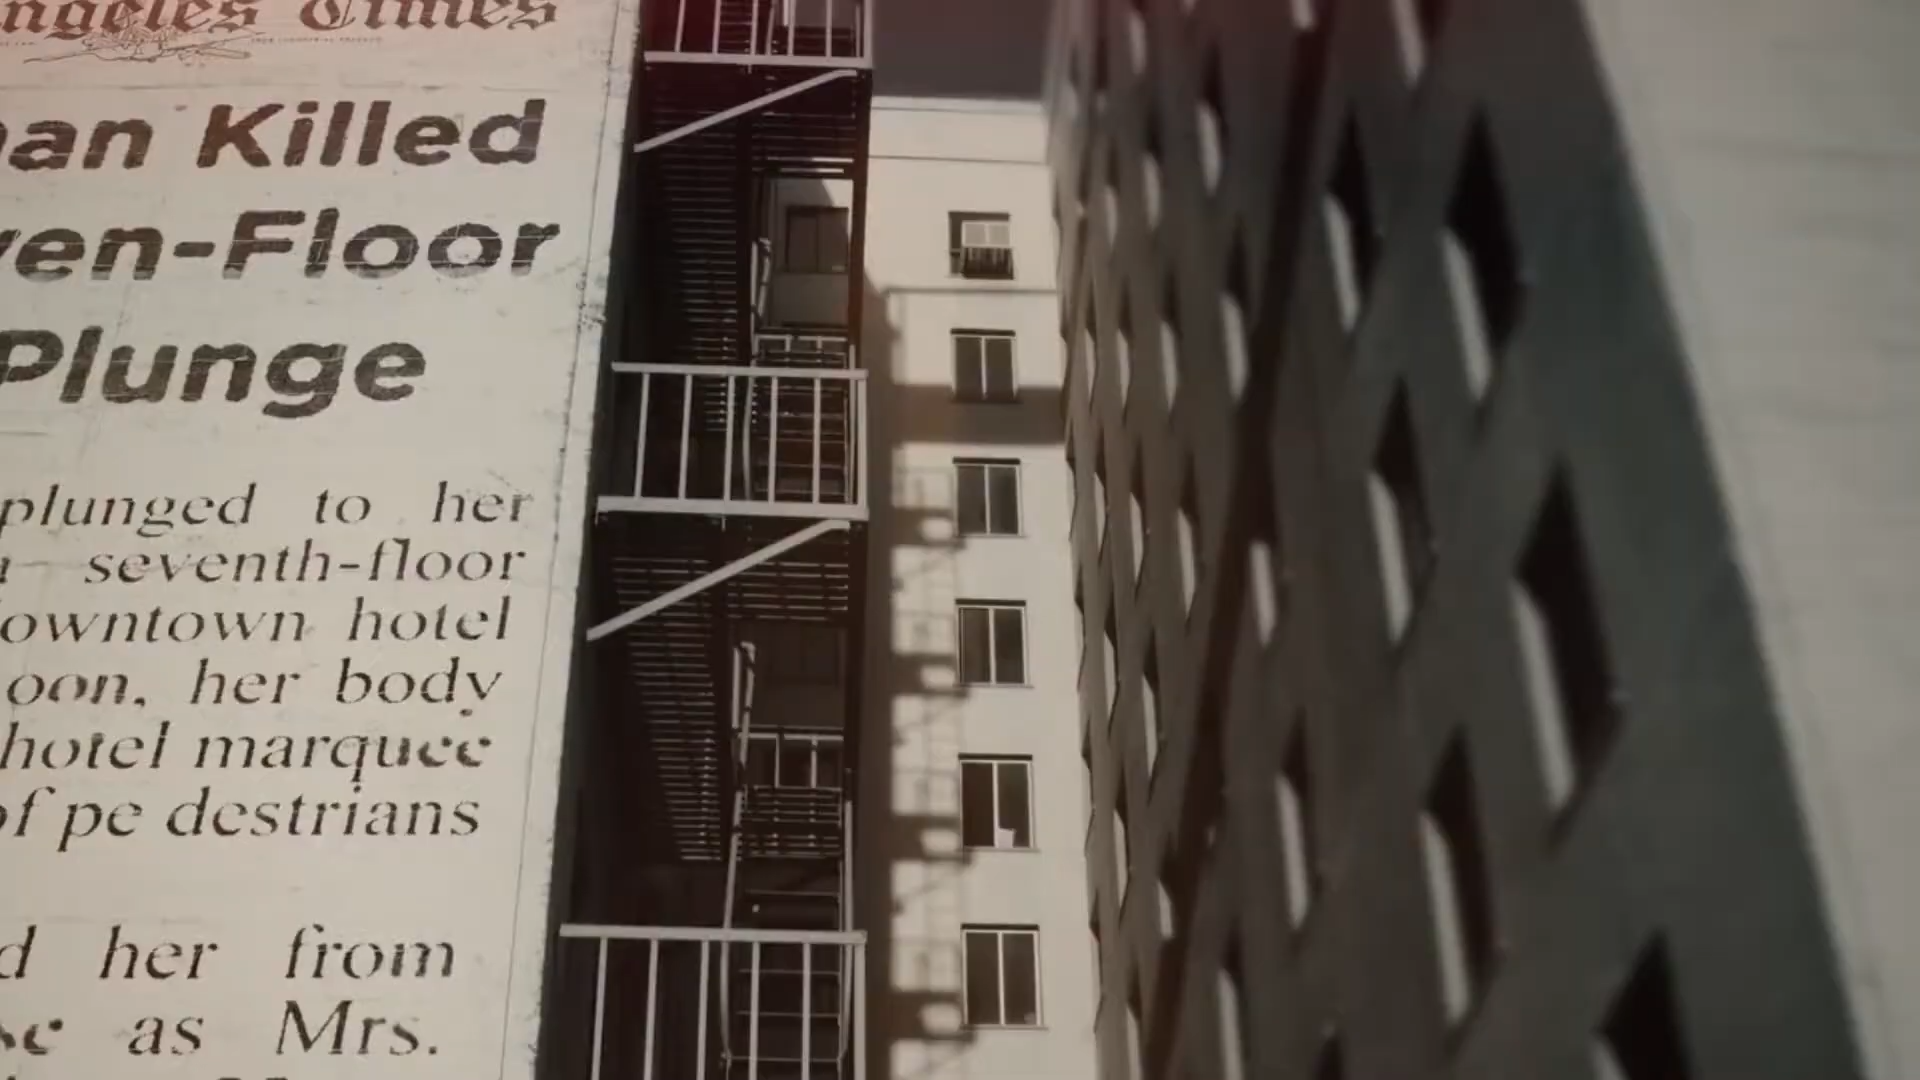 ngeles Times
an Killed
ven-Floor
Plunge
plunged to her
seventh-floor
owntown hotel
oon, her body
hotel marquee
of pe destrians
d her from
as Mrs.